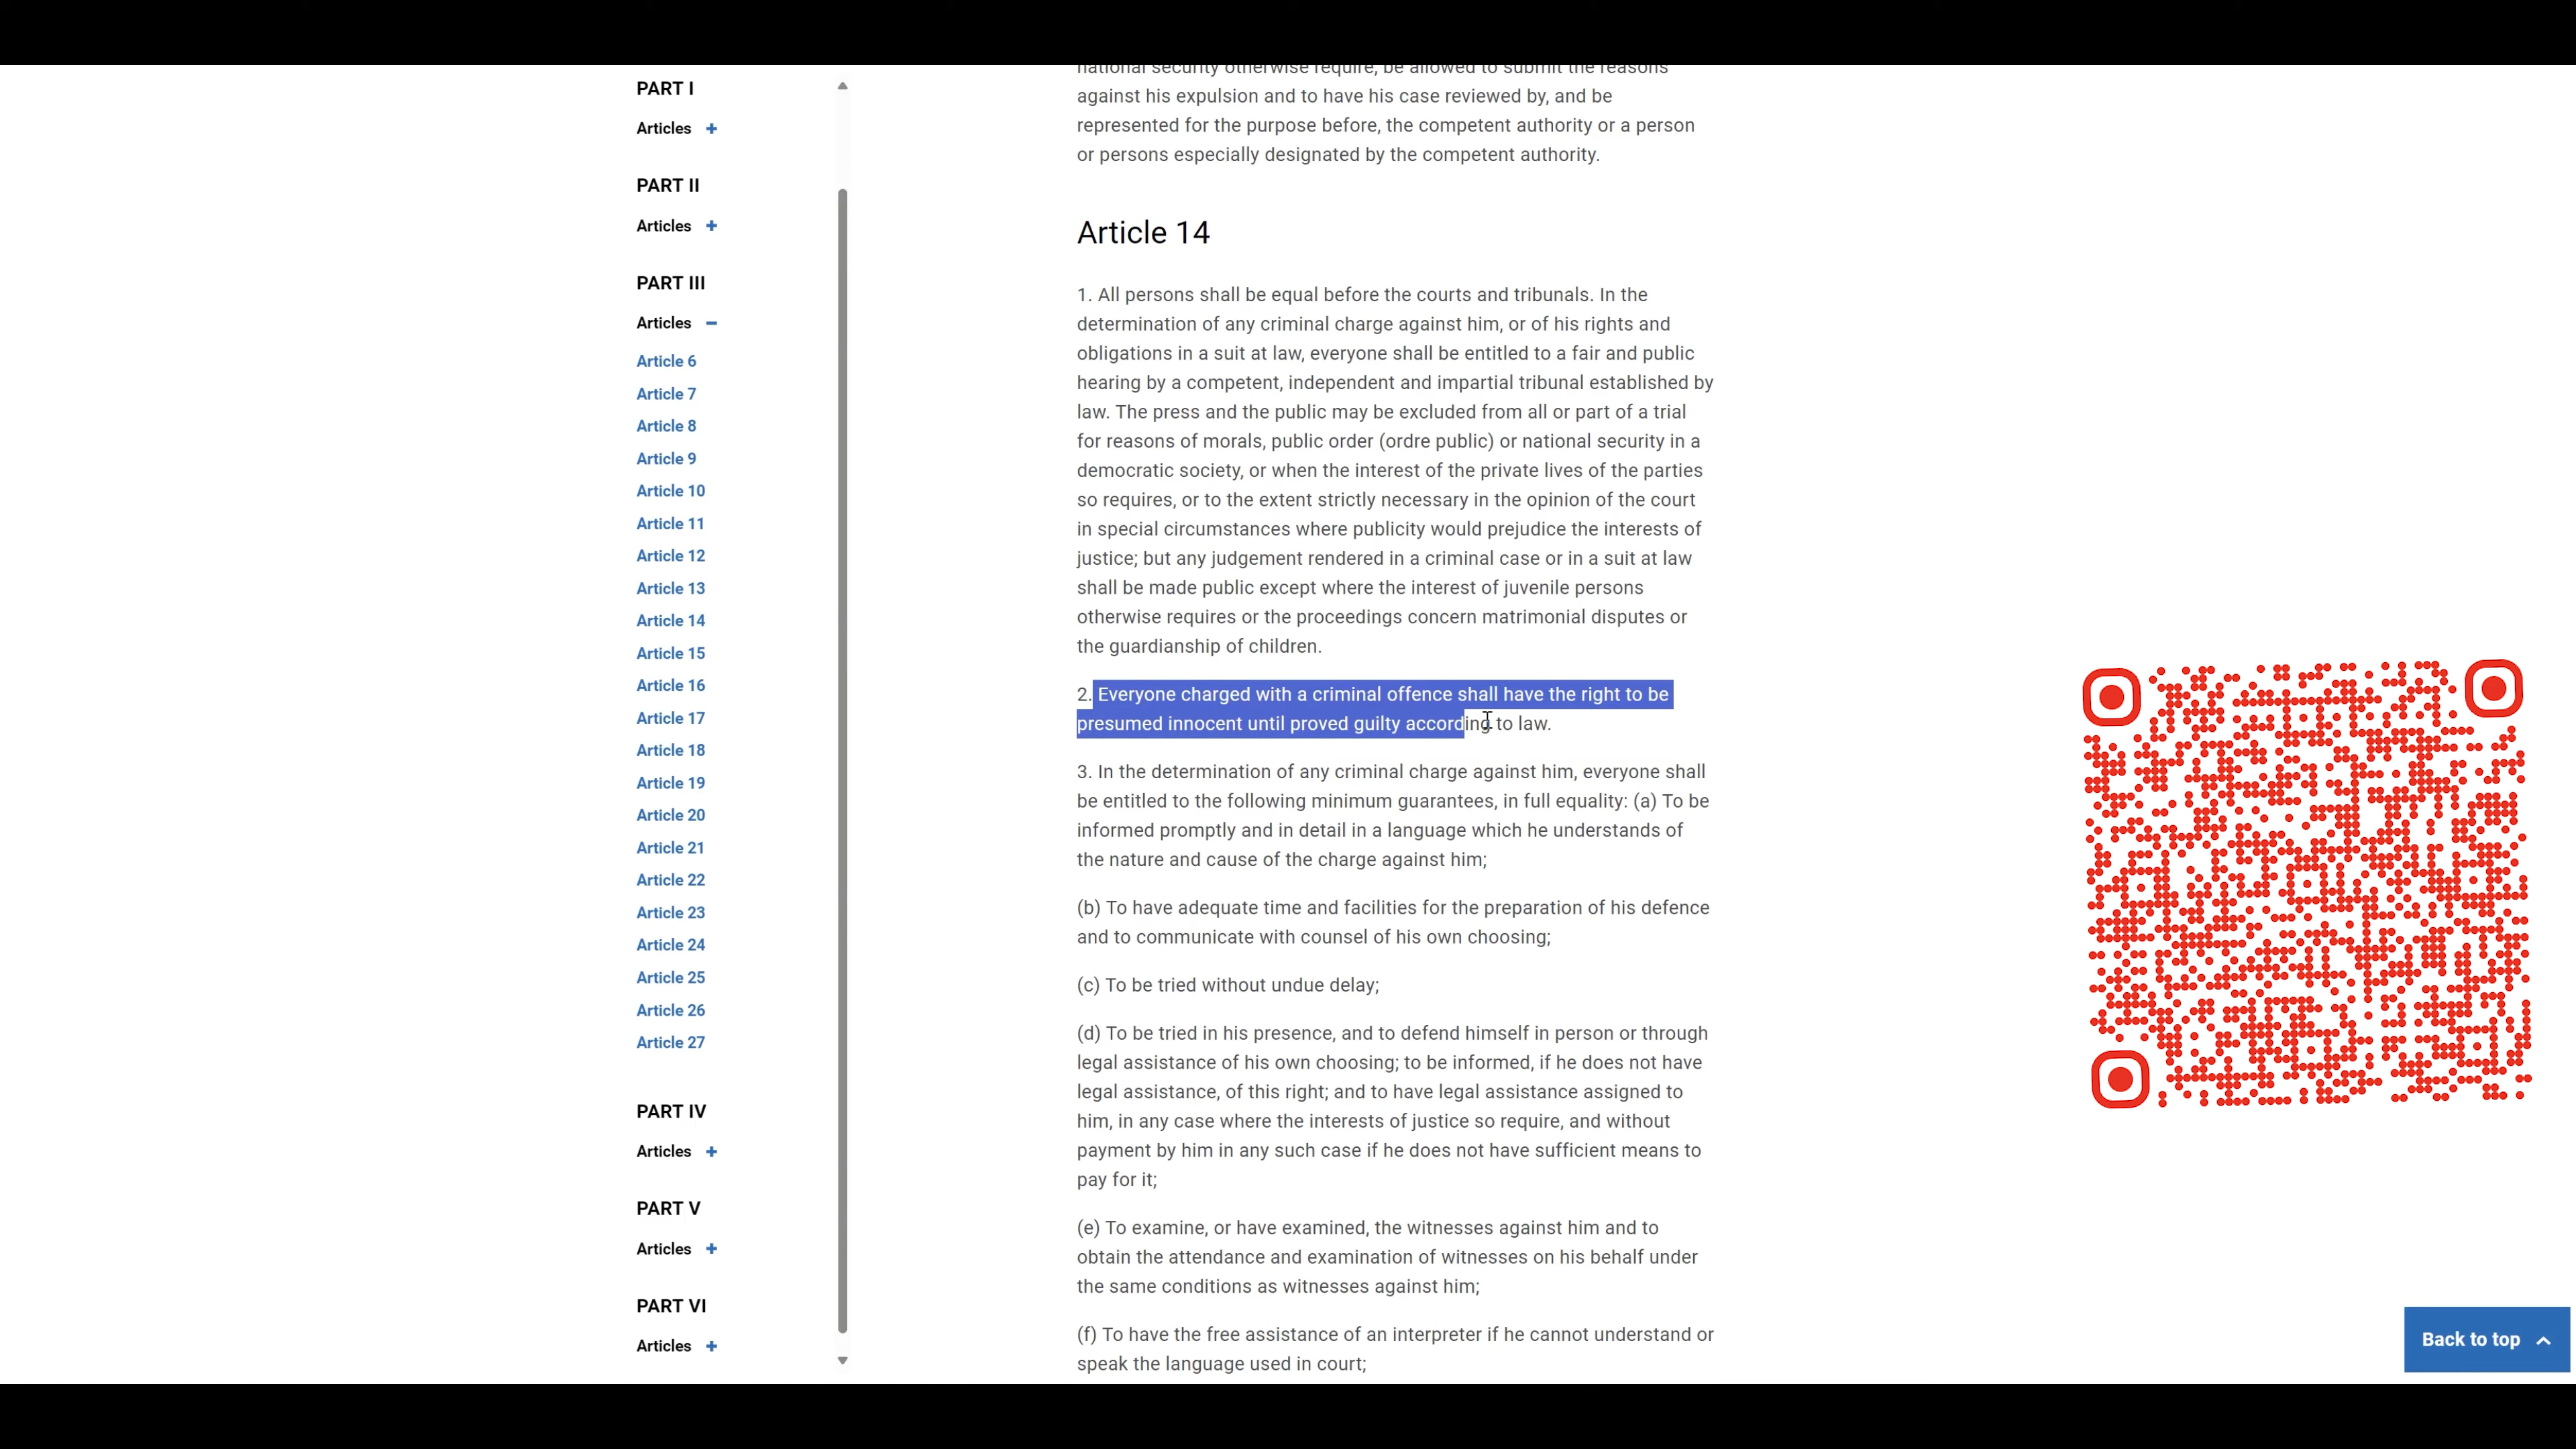 PART I
Articles +
PART II
Articles +
PART III
Articles −
Article 6
Article 7
Article 8
Article 9
Article 10
Article 11
Article 12
Article 13
Article 14
Article 15
Article 16
Article 17
Article 18
Article 19
Article 20
Article 21
Article 22
Article 23
Article 24
Article 25
Article 26
Article 27
PART IV
Articles +
PART V
Articles +
PART VI
Articles +
national security otherwise require, be allowed to submit the reasons
against his expulsion and to have his case reviewed by, and be
represented for the purpose before, the competent authority or a person
or persons especially designated by the competent authority.
Article 14
1. All persons shall be equal before the courts and tribunals. In the
determination of any criminal charge against him, or of his rights and
obligations in a suit at law, everyone shall be entitled to a fair and public
hearing by a competent, independent and impartial tribunal established by
law. The press and the public may be excluded from all or part of a trial
for reasons of morals, public order (ordre public) or national security in a
democratic society, or when the interest of the private lives of the parties
so requires, or to the extent strictly necessary in the opinion of the court
in special circumstances where publicity would prejudice the interests of
justice; but any judgement rendered in a criminal case or in a suit at law
shall be made public except where the interest of juvenile persons
otherwise requires or the proceedings concern matrimonial disputes or
the guardianship of children.
2. Everyone charged with a criminal offence shall have the right to be
presumed innocent until proved guilty according to law.
3. In the determination of any criminal charge against him, everyone shall
be entitled to the following minimum guarantees, in full equality: (a) To be
informed promptly and in detail in a language which he understands of
the nature and cause of the charge against him;
(b) To have adequate time and facilities for the preparation of his defence
and to communicate with counsel of his own choosing;
(c) To be tried without undue delay;
(d) To be tried in his presence, and to defend himself in person or through
legal assistance of his own choosing; to be informed, if he does not have
legal assistance, of this right; and to have legal assistance assigned to
him, in any case where the interests of justice so require, and without
payment by him in any such case if he does not have sufficient means to
pay for it;
(e) To examine, or have examined, the witnesses against him and to
obtain the attendance and examination of witnesses on his behalf under
the same conditions as witnesses against him;
(f) To have the free assistance of an interpreter if he cannot understand or
speak the language used in court;
Back to top